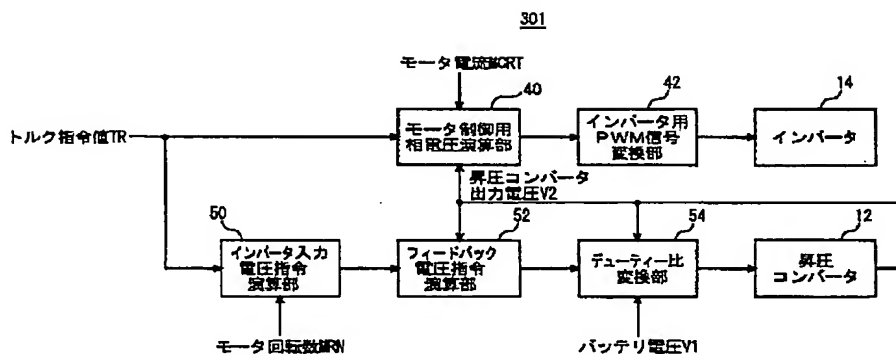 301
モータ電流MCRT
40
42
14
トルク指令値TR
モータ制御用
相電圧演算部
インバータ用
PWM信号
変換部
インバータ
昇圧コンバータ
出力電圧V2
50
52
54
12
インバータ入力
電圧指令
演算部
フィードバック
電圧指令
演算部
デューティー比
変換部
昇圧
コンバータ
モータ回転数MRN
バッテリ電圧V1